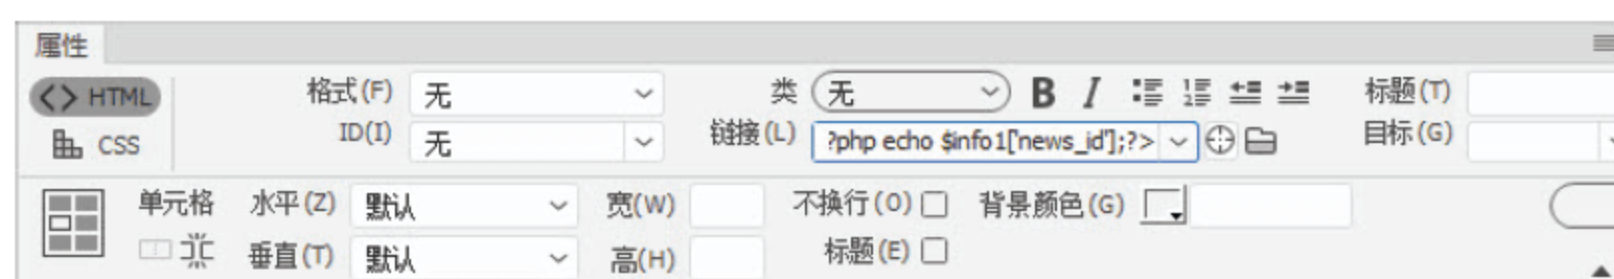 属性
HTML 格式(F) 无 类 无 B I 标题(T)
CSS ID(I) 无 链接(L) ?php echo $info1['news_id'];?> 目标(G)
单元格 水平(Z) 默认 宽(W) 不换行(O) 背景颜色(G)
垂直(T) 默认 高(H) 标题(E)